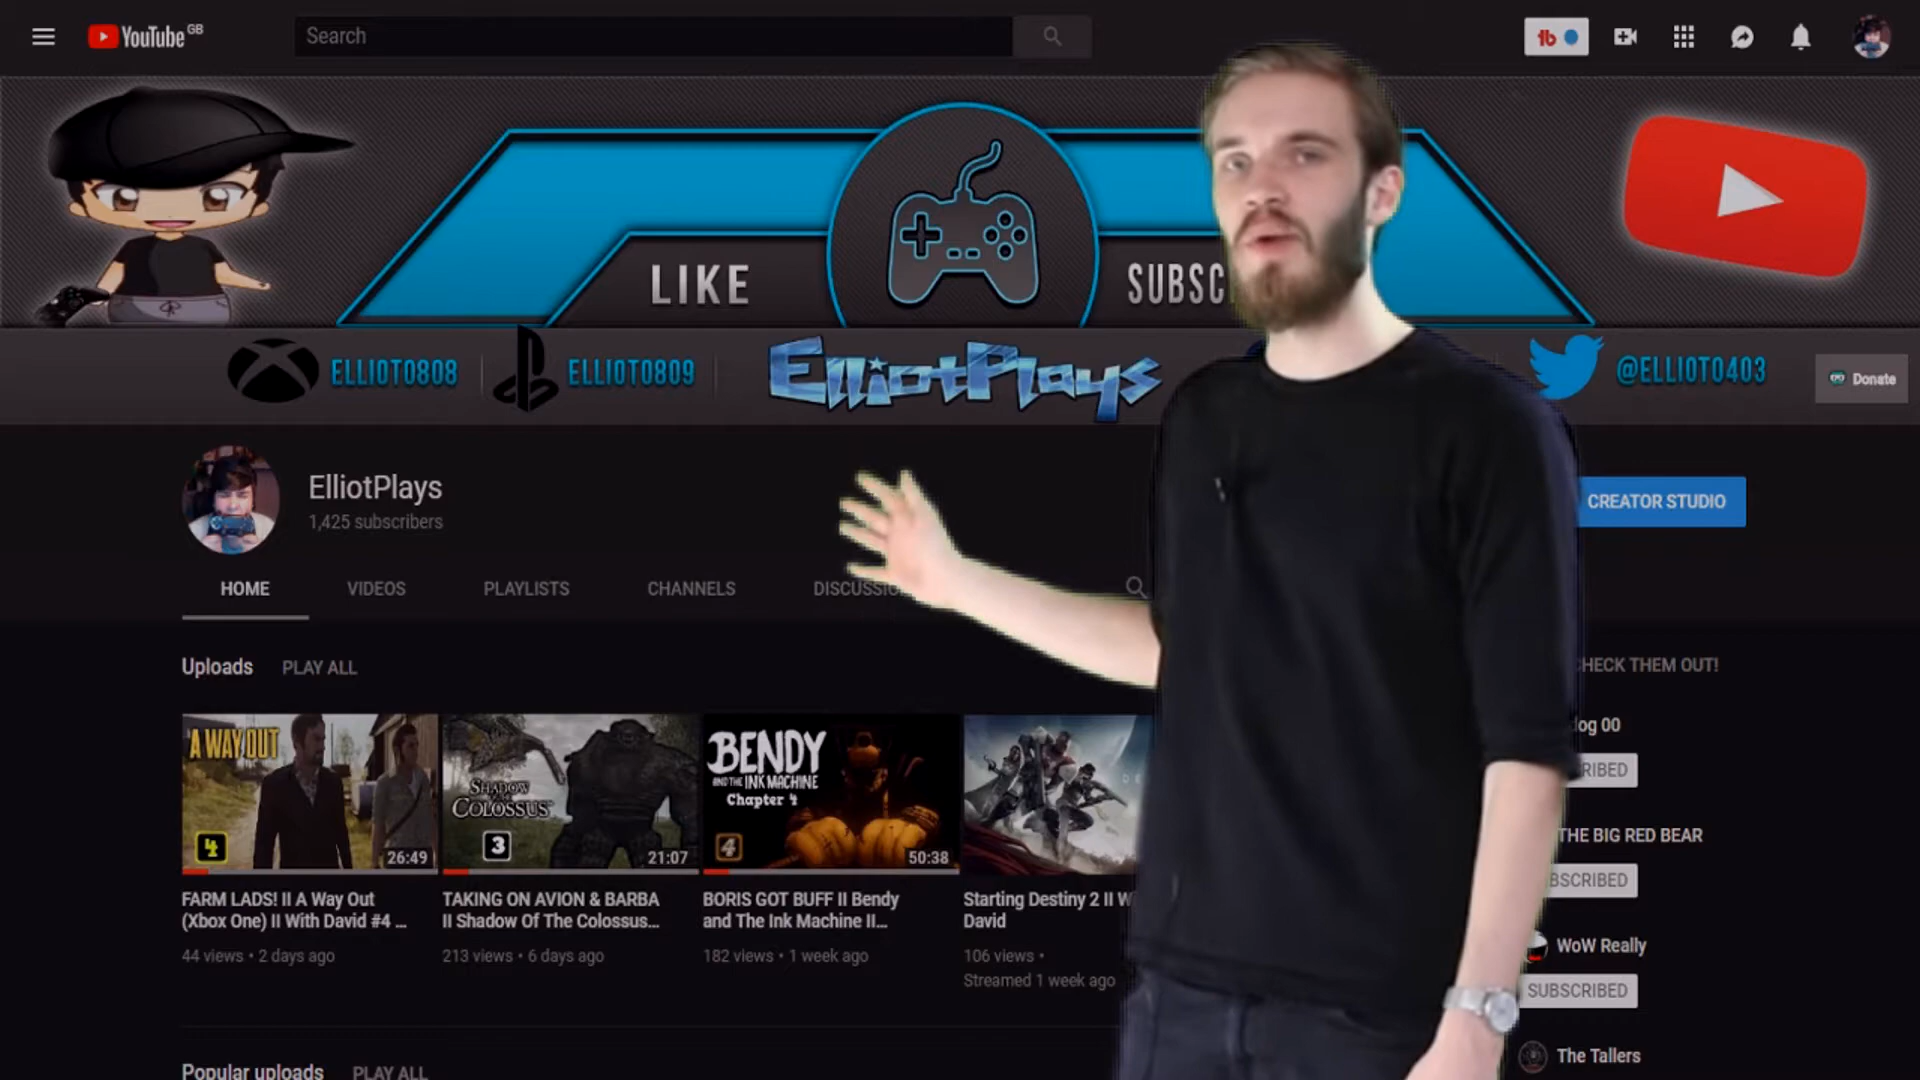 YouTube GB
Search
tb
LIKE
SUBSC
ELLIOT0808
ELLIOT0809
ElliotPlays
@ELLIOT0403
Donate
ElliotPlays
1,425 subscribers
CREATOR STUDIO
HOME
VIDEOS
PLAYLISTS
CHANNELS
DISCUSSIO
Uploads
PLAY ALL
HECK THEM OUT!
A WAY OUT
4
26:49
SHADOW
COLOSSUS
3
21:07
BENDY
AND THE INK MACHINE
Chapter 4
4
50:38
D E
FARM LADS! II A Way Out
(Xbox One) II With David #4 ...
44 views • 2 days ago
TAKING ON AVION & BARBA
II Shadow Of The Colossus...
213 views • 6 days ago
BORIS GOT BUFF II Bendy
and The Ink Machine II...
182 views • 1 week ago
Starting Destiny 2 II W
David
106 views •
Streamed 1 week ago
dog 00
RIBED
THE BIG RED BEAR
BSCRIBED
WoW Really
SUBSCRIBED
The Tallers
Popular uploads
PLAY ALL